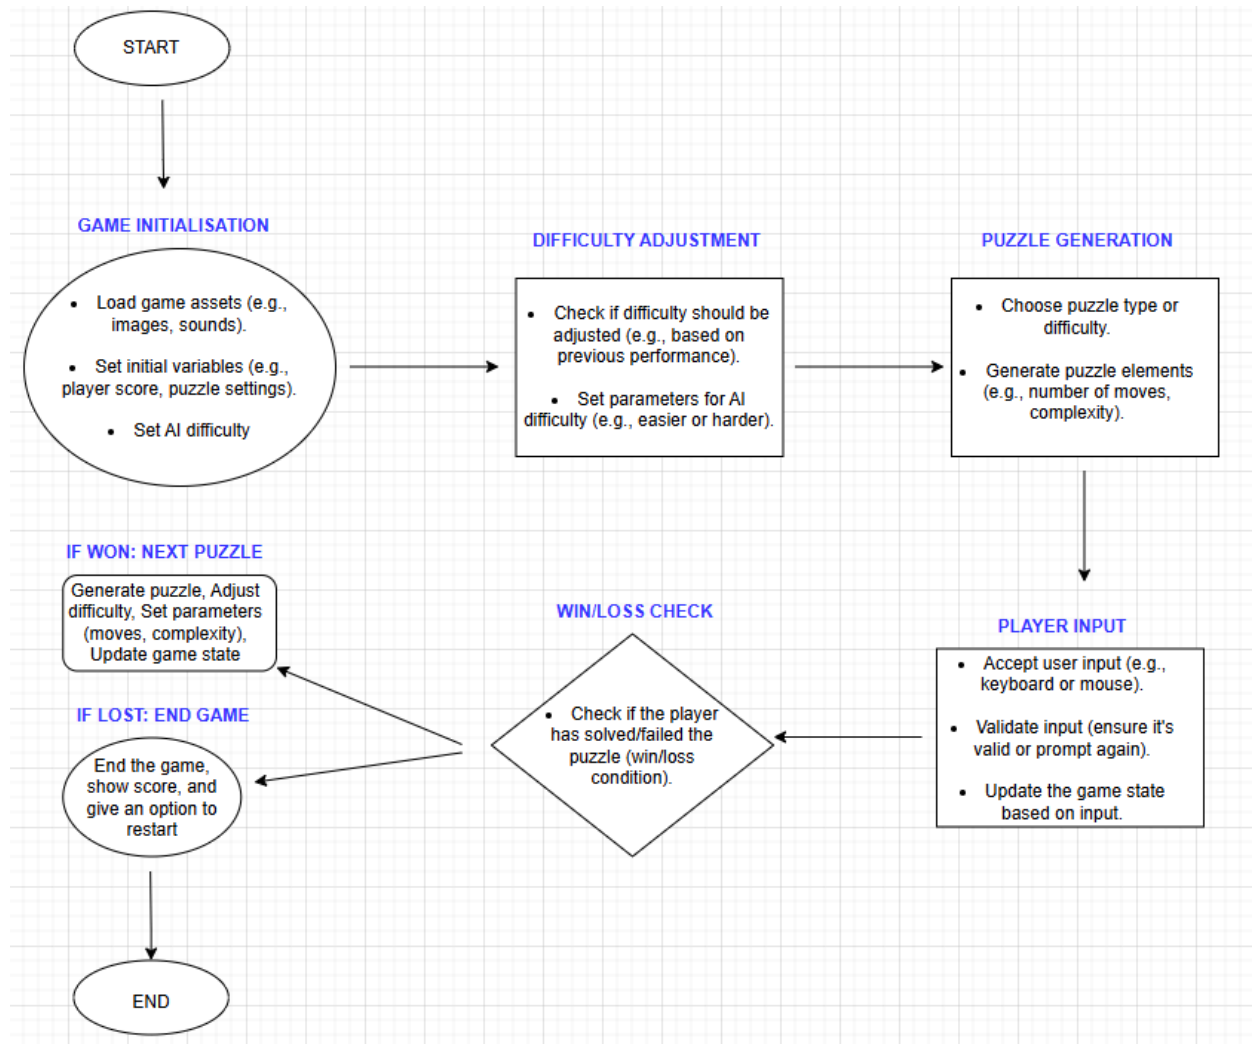 START
GAME INITIALISATION
• Load game assets (e.g.,
images, sounds).
• Set initial variables (e.g.,
player score, puzzle settings).
• Set AI difficulty
DIFFICULTY ADJUSTMENT
• Check if difficulty should be
adjusted (e.g., based on
previous performance).
• Set parameters for AI
difficulty (e.g., easier or harder).
PUZZLE GENERATION
• Choose puzzle type or
difficulty.
• Generate puzzle elements
(e.g., number of moves,
complexity).
PLAYER INPUT
• Accept user input (e.g.,
keyboard or mouse).
• Validate input (ensure it's
valid or prompt again).
• Update the game state
based on input.
WIN/LOSS CHECK
• Check if the player
has solved/failed the
puzzle (win/loss
condition).
IF WON: NEXT PUZZLE
Generate puzzle, Adjust
difficulty, Set parameters
(moves, complexity),
Update game state
IF LOST: END GAME
End the game,
show score, and
give an option to
restart
END